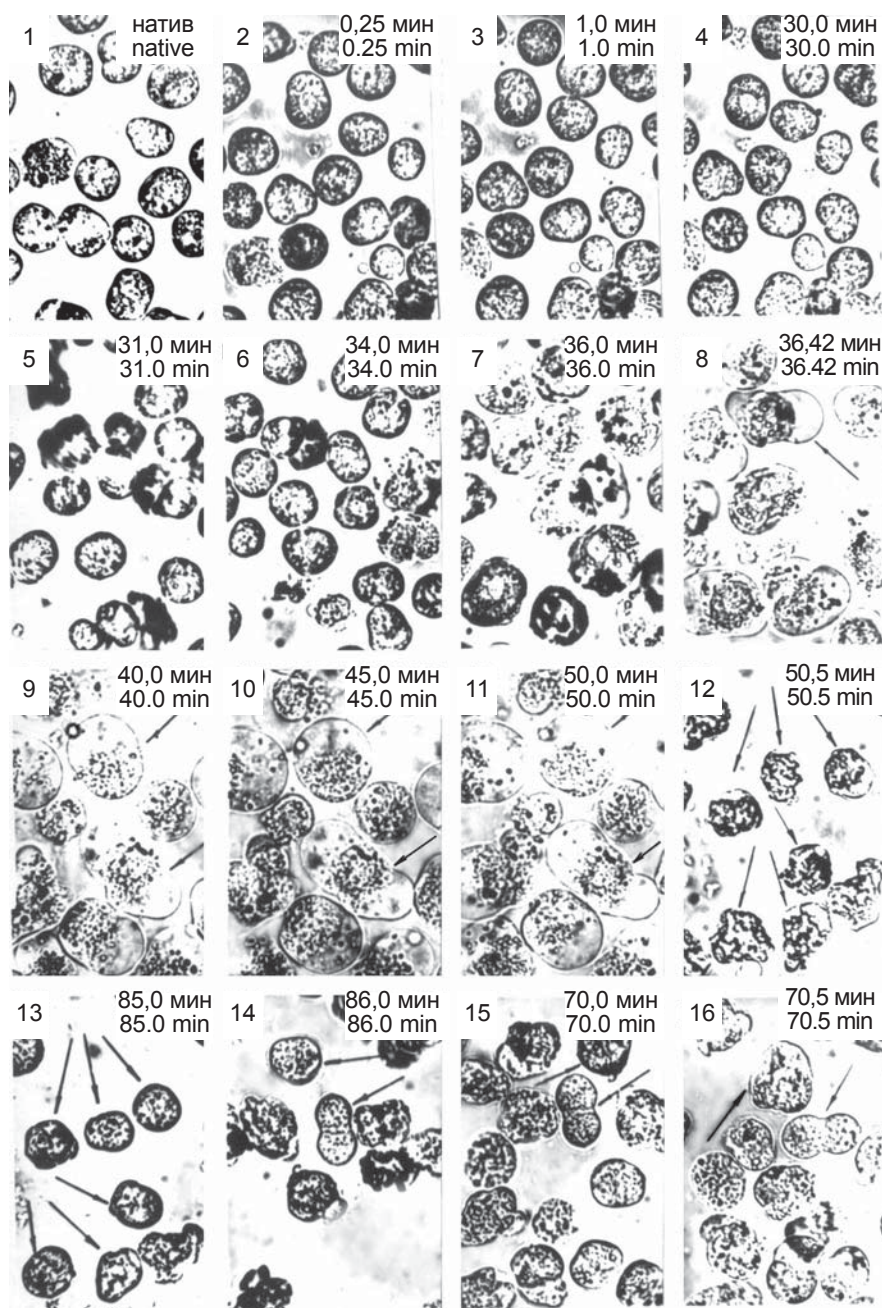 1
натив
native
2
0,25 мин
0.25 min
3
1,0 мин
1.0 min
4
30,0 мин
30.0 min
5
31,0 мин
31.0 min
6
34,0 мин
34.0 min
7
36,0 мин
36.0 min
8
36,42 мин
36.42 min
9
40,0 мин
40.0 min
10
45,0 мин
45.0 min
11
50,0 мин
50.0 min
12
50,5 мин
50.5 min
13
85,0 мин
85.0 min
14
86,0 мин
86.0 min
15
70,0 мин
70.0 min
16
70,5 мин
70.5 min